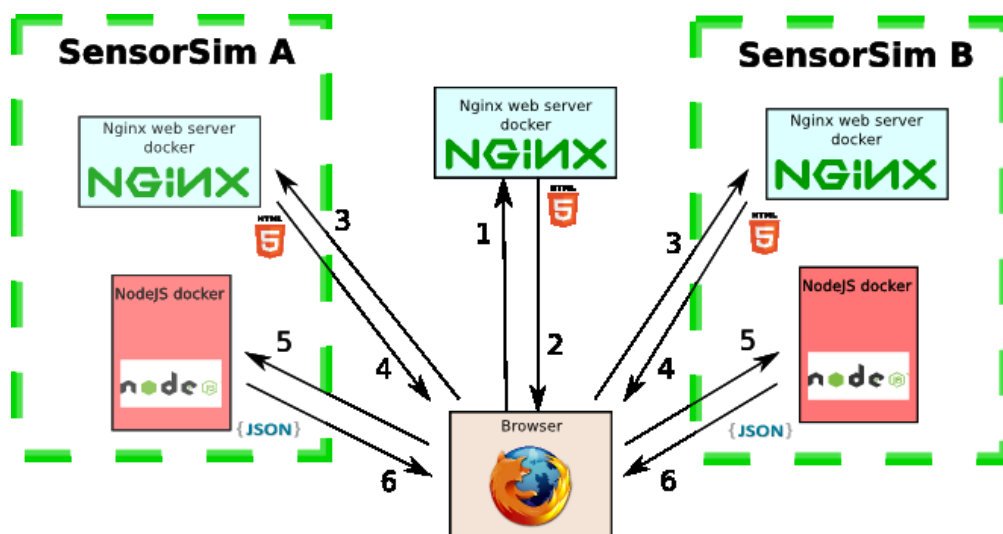 SensorSim A
Nginx web server
docker
NGiNX
HTML
5
NodeJS docker
node
JS
{JSON}
Nginx web server
docker
NGiNX
HTML
5
SensorSim B
Nginx web server
docker
NGiNX
HTML
5
NodeJS docker
node
JS
{JSON}
1
2
3
4
5
6
3
4
5
6
Browser